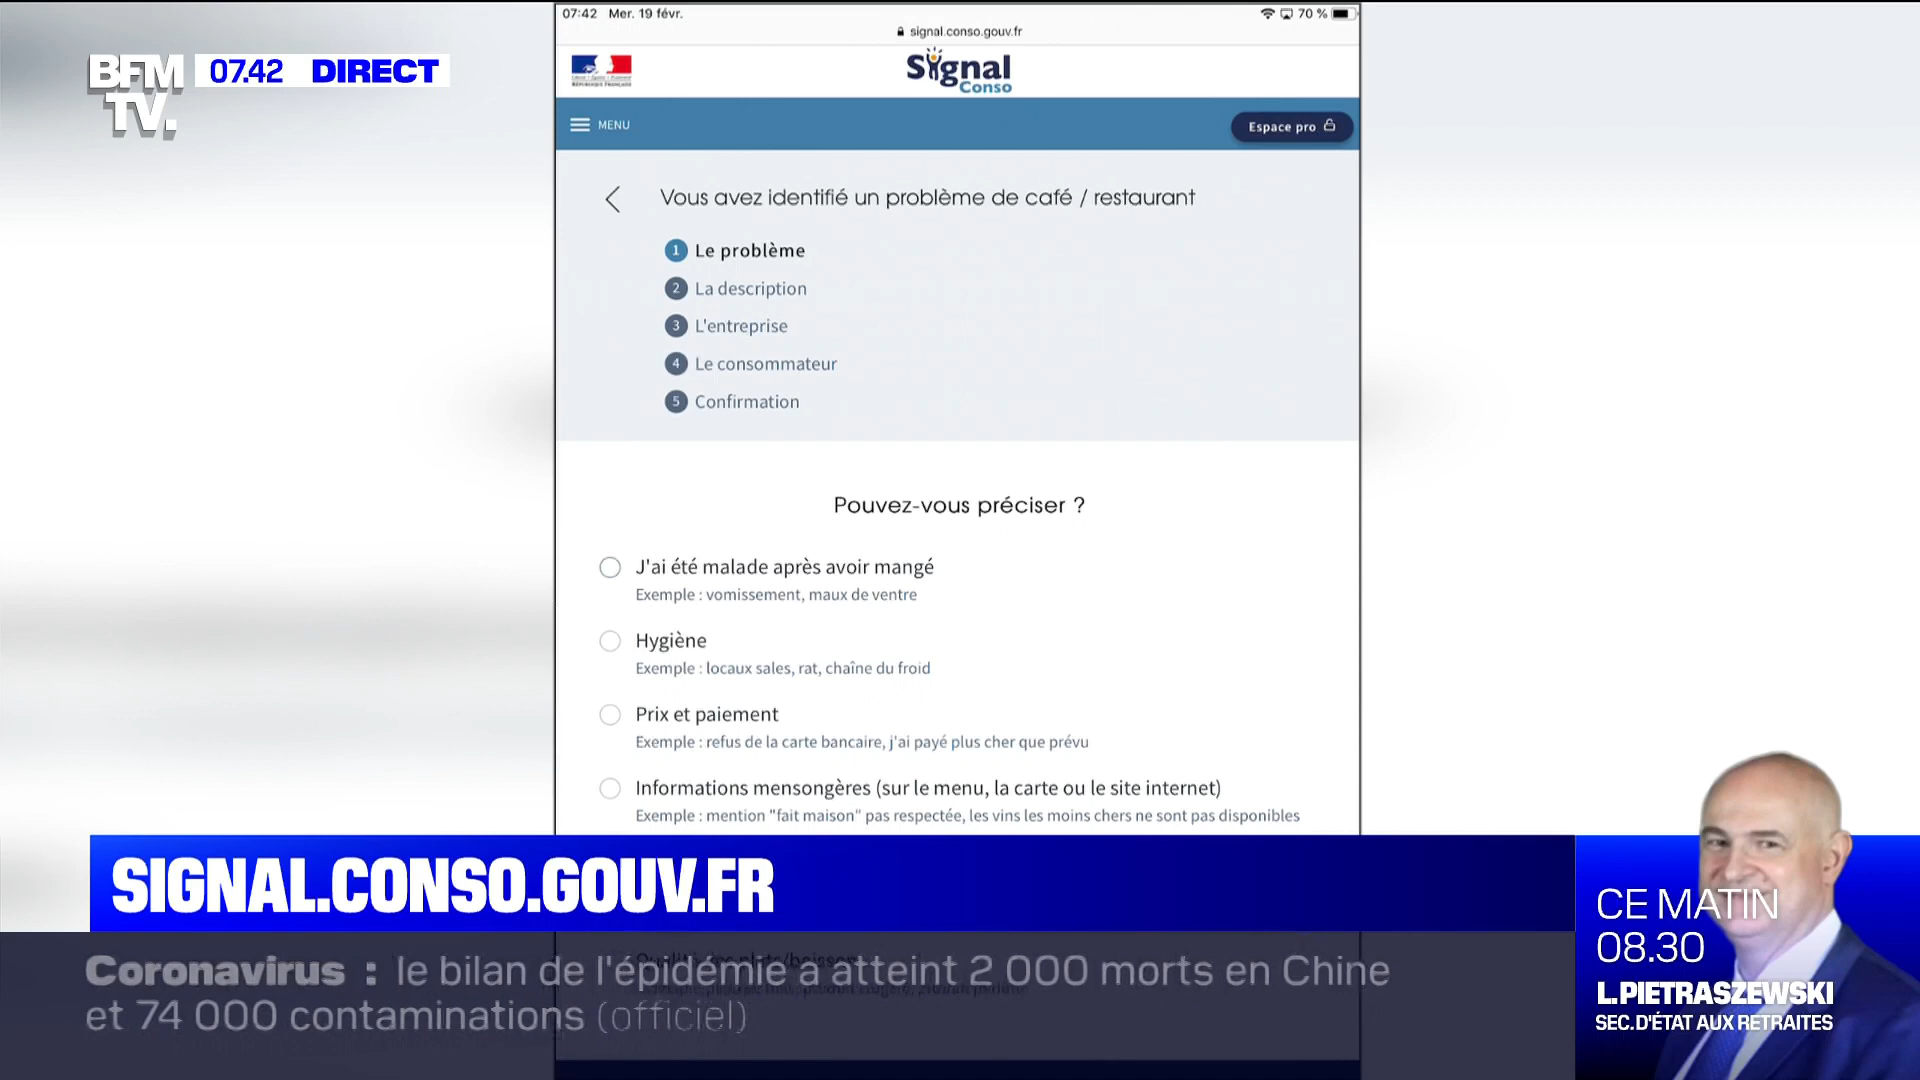 07:42 Mer. 19 févr.
70 %
signal.conso.gouv.fr
BFM
TV.
07.42 DIRECT
RÉPUBLIQUE FRANÇAISE
Signal
Conso
MENU
Espace pro
Vous avez identifié un problème de café / restaurant
1 Le problème
2 La description
3 L'entreprise
4 Le consommateur
5 Confirmation
Pouvez-vous préciser ?
J'ai été malade après avoir mangé
Exemple : vomissement, maux de ventre
Hygiène
Exemple : locaux sales, rat, chaîne du froid
Prix et paiement
Exemple : refus de la carte bancaire, j'ai payé plus cher que prévu
Informations mensongères (sur le menu, la carte ou le site internet)
Exemple : mention "fait maison" pas respectée, les vins les moins chers ne sont pas disponibles
SIGNAL.CONSO.GOUV.FR
Coronavirus : le bilan de l'épidémie a atteint 2 000 morts en Chine
et 74 000 contaminations (officiel)
CE MATIN
08.30
L.PIETRASZEWSKI
SEC.D'ÉTAT AUX RETRAITES